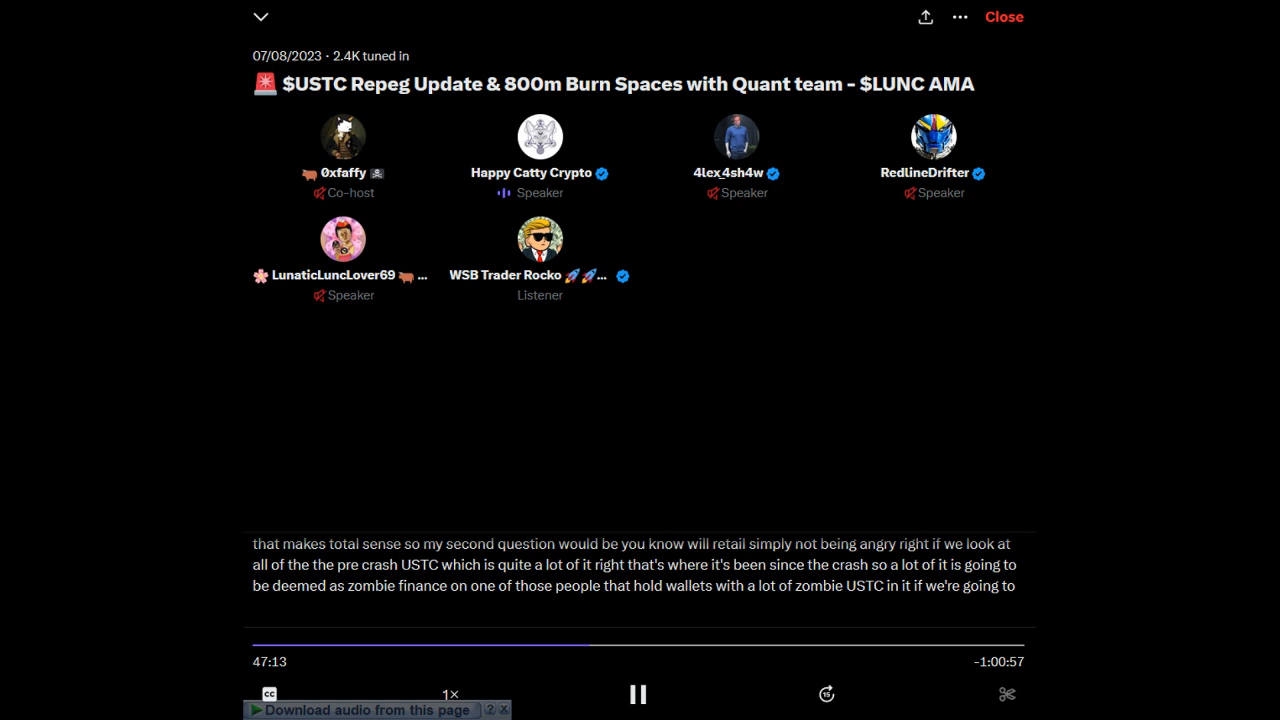 Close
07/08/2023 · 2.4K tuned in
🚨 $USTC Repeg Update & 800m Burn Spaces with Quant team - $LUNC AMA
🐂 0xfaffy ☠ Happy Catty Crypto 4lex_4sh4w RedlineDrifter
Co-host Speaker Speaker Speaker
🌸 LunaticLuncLover69 🐂 ... WSB Trader Rocko 🚀🚀...
Speaker Listener
that makes total sense so my second question would be you know will retail simply not being angry right if we look at
all of the the pre crash USTC which is quite a lot of it right that's where it's been since the crash so a lot of it is going to
be deemed as zombie finance on one of those people that hold wallets with a lot of zombie USTC in it if we're going to
47:13 -1:00:57
CC 1× 15
Download audio from this page ? ×